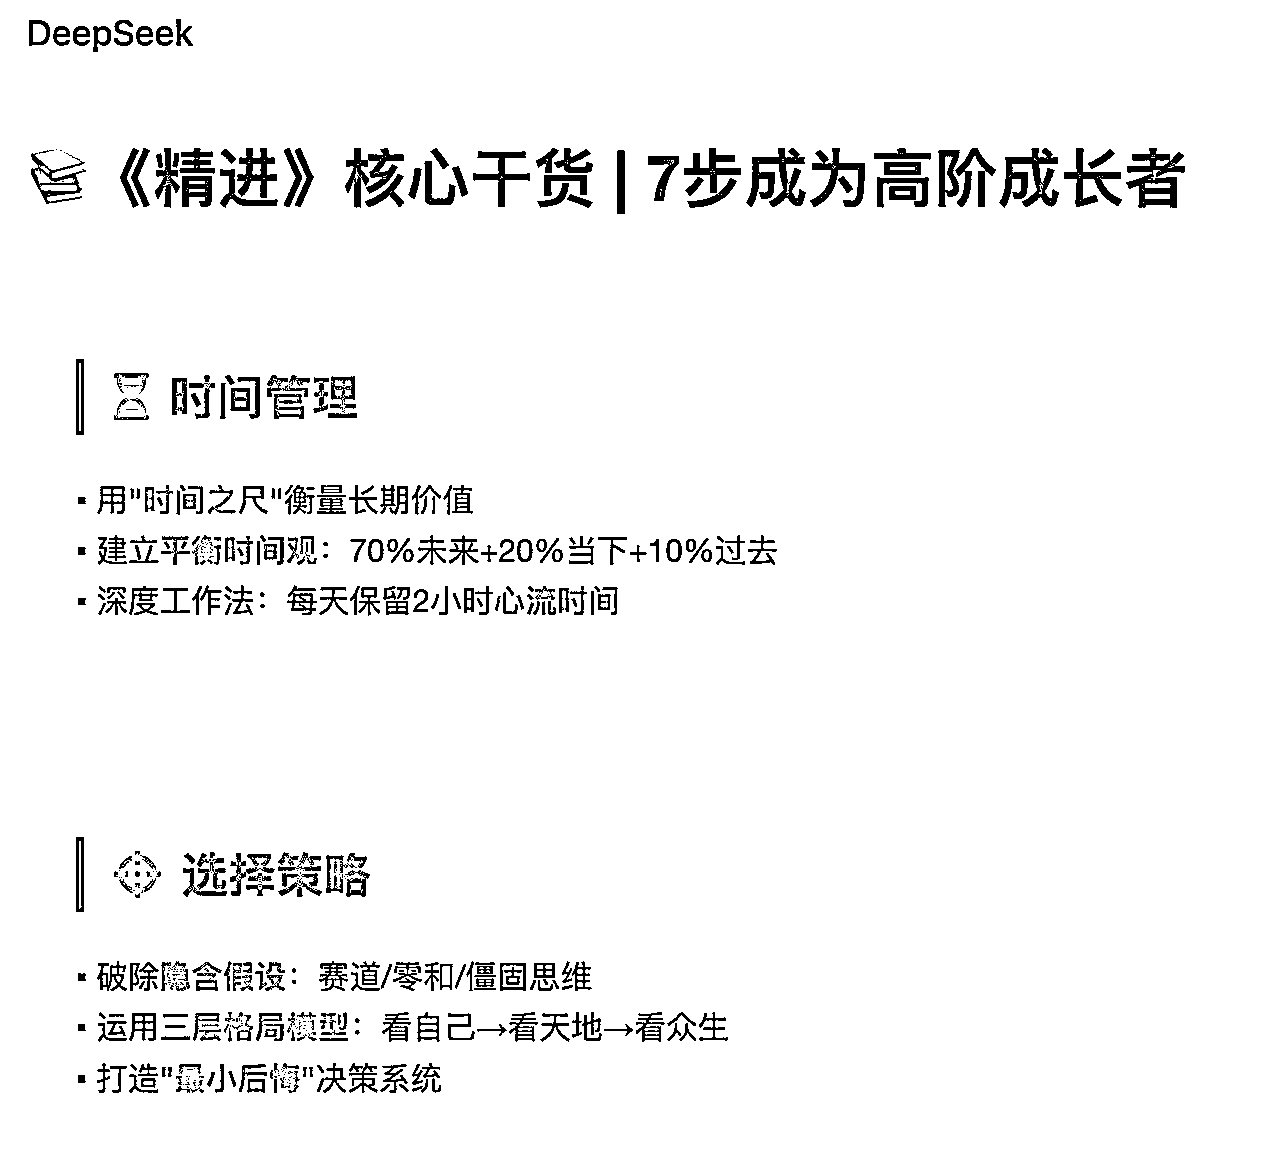 DeepSeek
《精进》核心干货 | 7步成为高阶成长者
时间管理
▪ 用"时间之尺"衡量长期价值
▪ 建立平衡时间观：70%未来+20%当下+10%过去
▪ 深度工作法：每天保留2小时心流时间
选择策略
▪ 破除隐含假设：赛道/零和/僵固思维
▪ 运用三层格局模型：看自己→看天地→看众生
▪ 打造"最小后悔"决策系统